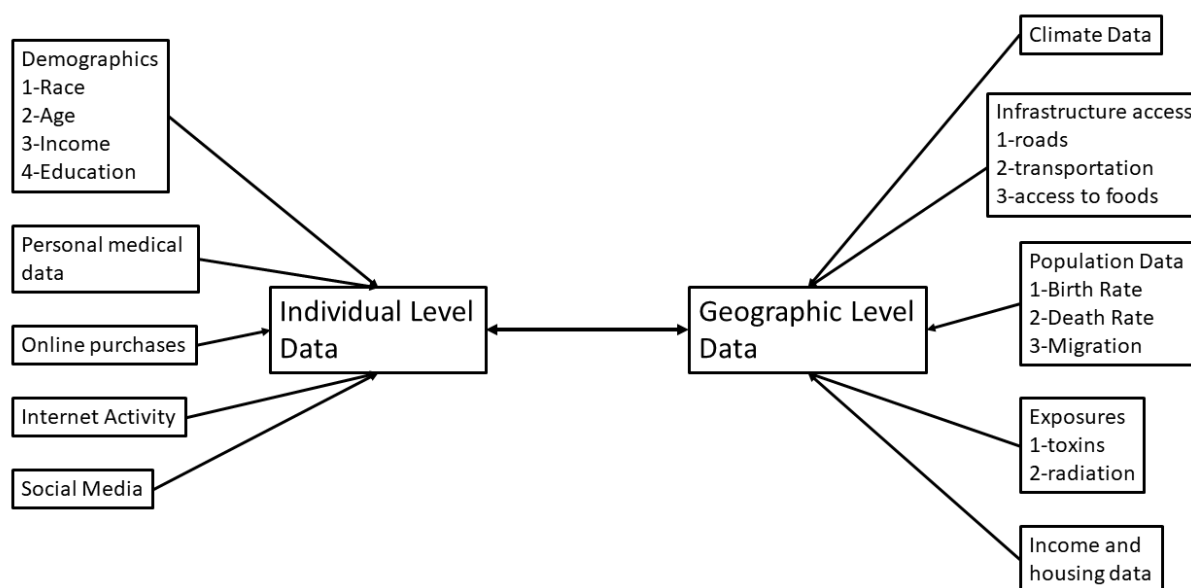 Demographics
1-Race
2-Age
3-Income
4-Education
Personal medical
data
Online purchases
Internet Activity
Social Media
Individual Level
Data
Geographic Level
Data
Climate Data
Infrastructure access
1-roads
2-transportation
3-access to foods
Population Data
1-Birth Rate
2-Death Rate
3-Migration
Exposures
1-toxins
2-radiation
Income and
housing data